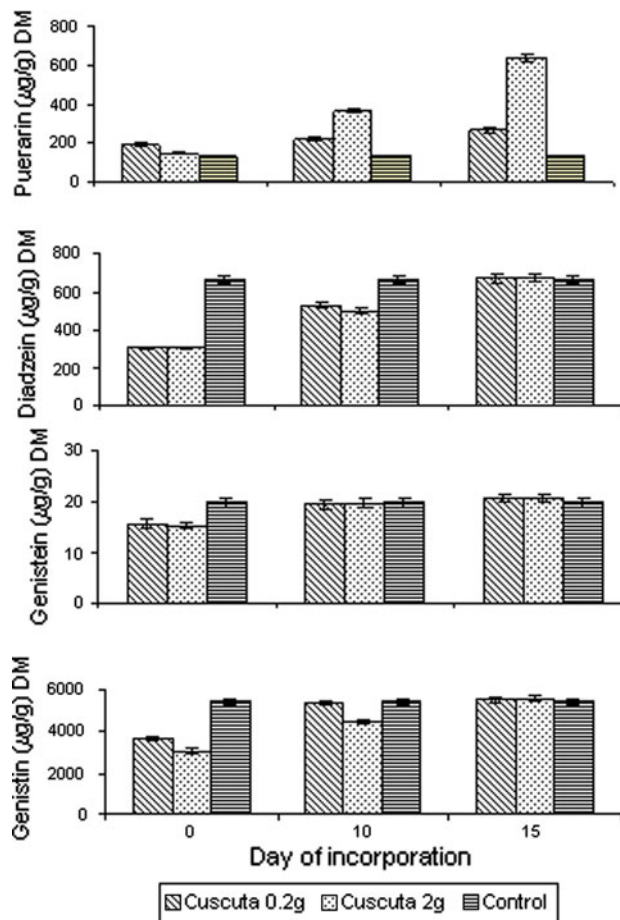 Puerarin (µg/g) DM
800
600
400
200
0
Diadzein (µg/g) DM
800
600
400
200
0
Genistein (µg/g) DM
30
20
10
0
Genistin (µg/g) DM
6000
4000
2000
0
0 10 15
Day of incorporation
Cuscuta 0.2g Cuscuta 2g Control